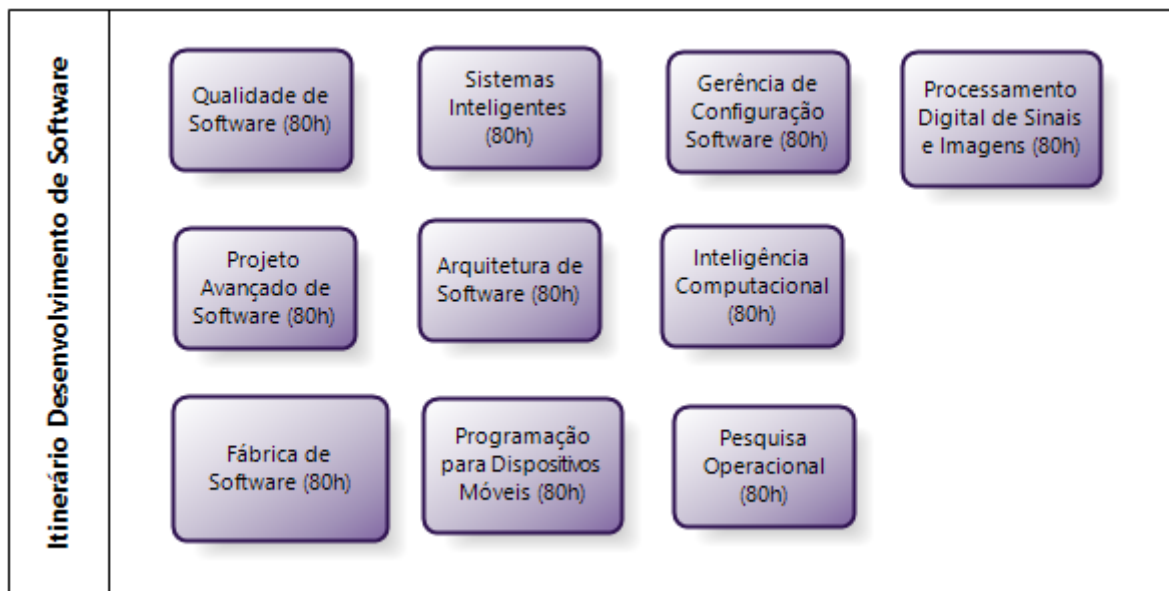 Itinerário Desenvolvimento de Software
Qualidade de
Software (80h)
Sistemas
Inteligentes
(80h)
Gerência de
Configuração
Software (80h)
Processamento
Digital de Sinais
e Imagens (80h)
Projeto
Avançado de
Software (80h)
Arquitetura de
Software (80h)
Inteligência
Computacional
(80h)
Fábrica de
Software (80h)
Programação
para Dispositivos
Móveis (80h)
Pesquisa
Operacional
(80h)